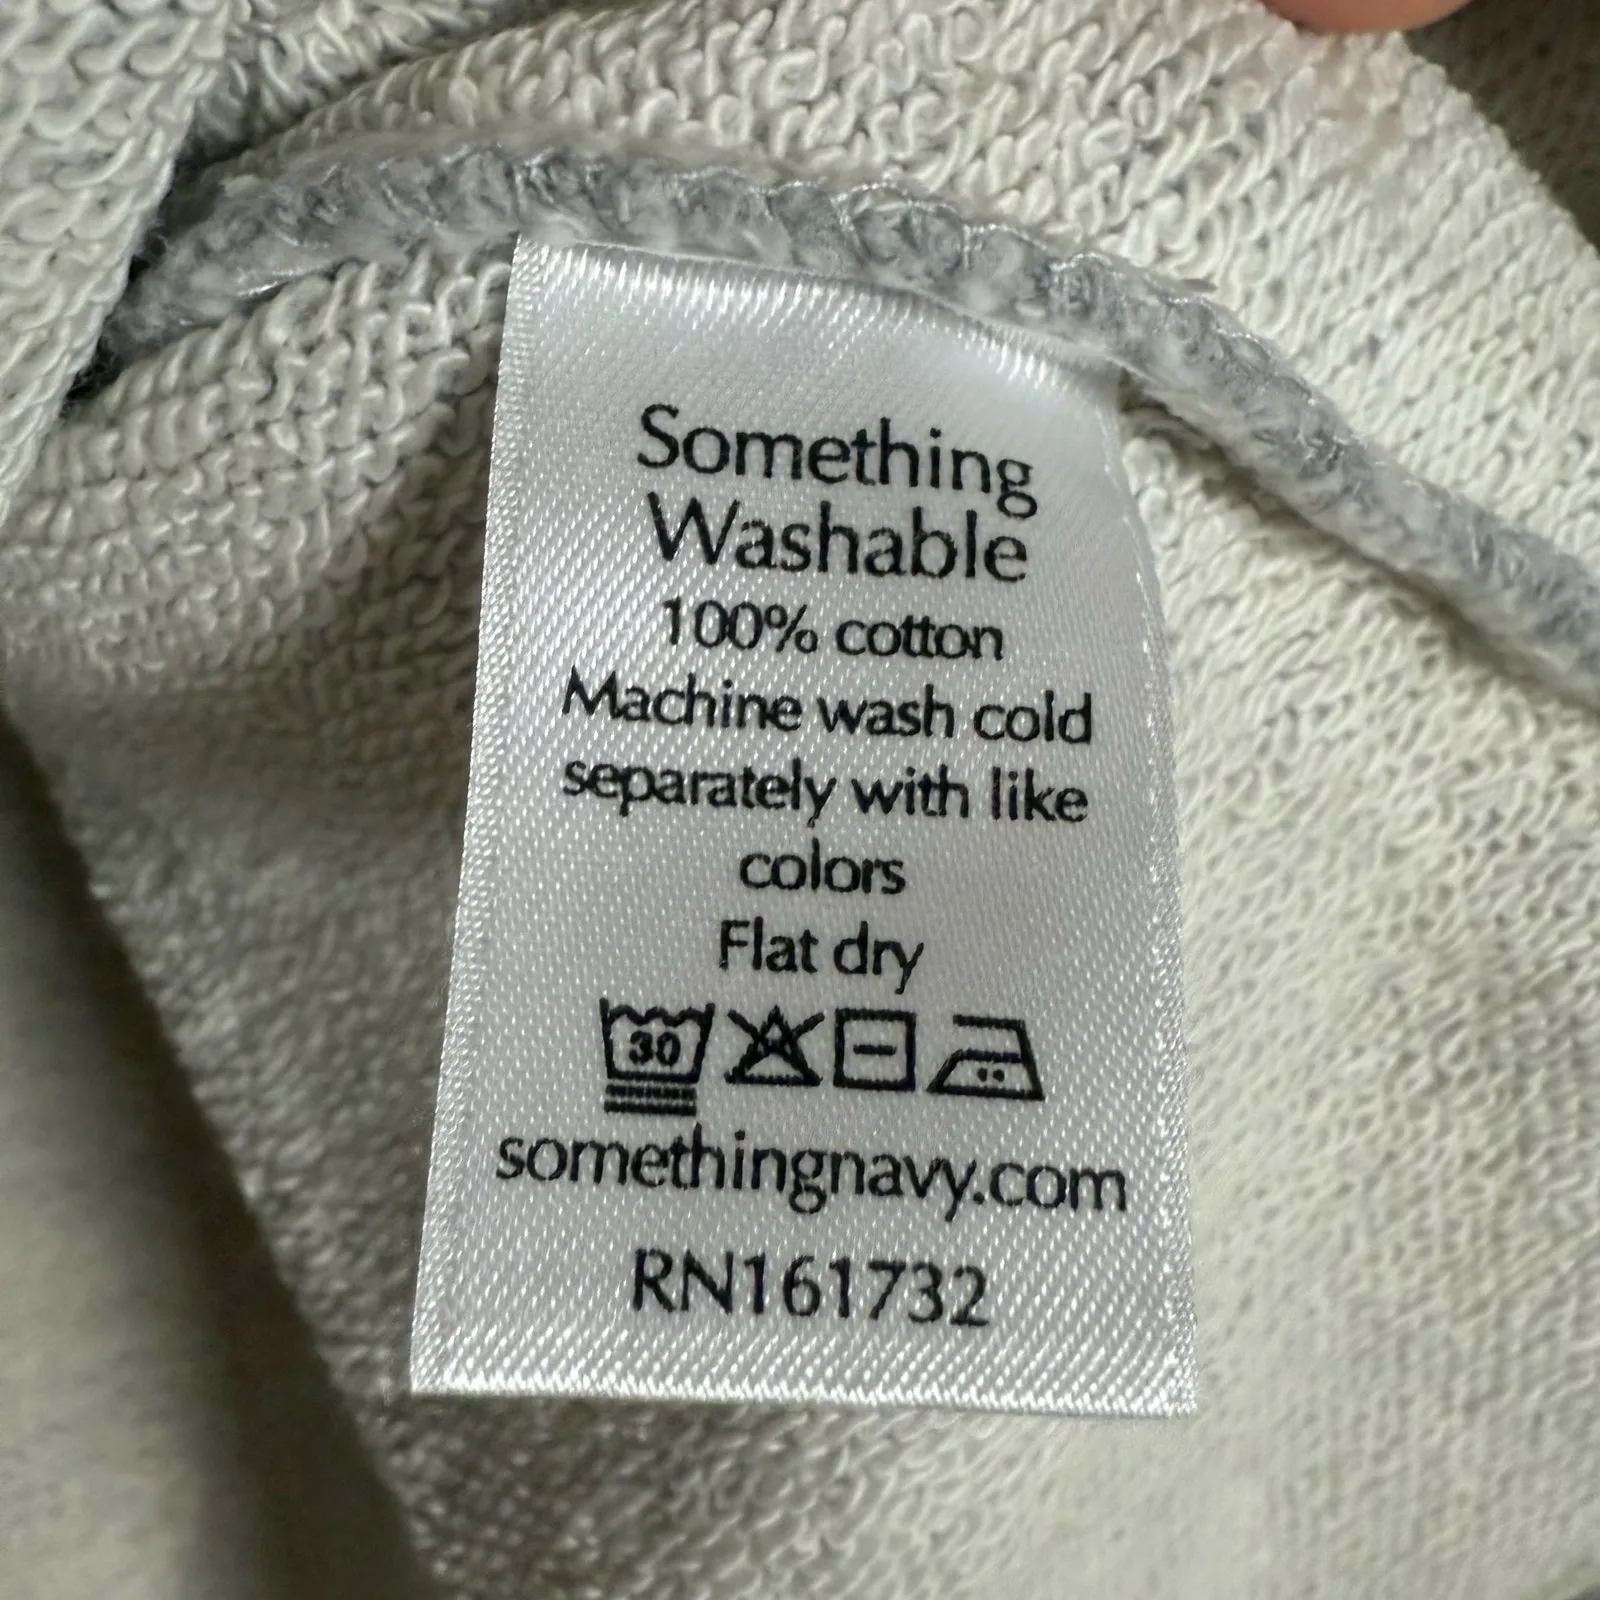 Something
Washable
100% cotton
Machine wash cold
separately with like
colors
Flat dry
30
somethingnavy.com
RN161732